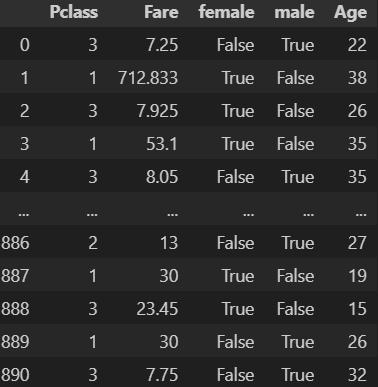 Pclass Fare female male Age
0 3 7.25 False True 22
1 1 712.833 True False 38
2 3 7.925 True False 26
3 1 53.1 True False 35
4 3 8.05 False True 35
... ... ... ... ... ...
886 2 13 False True 27
887 1 30 True False 19
888 3 23.45 True False 15
889 1 30 False True 26
890 3 7.75 False True 32